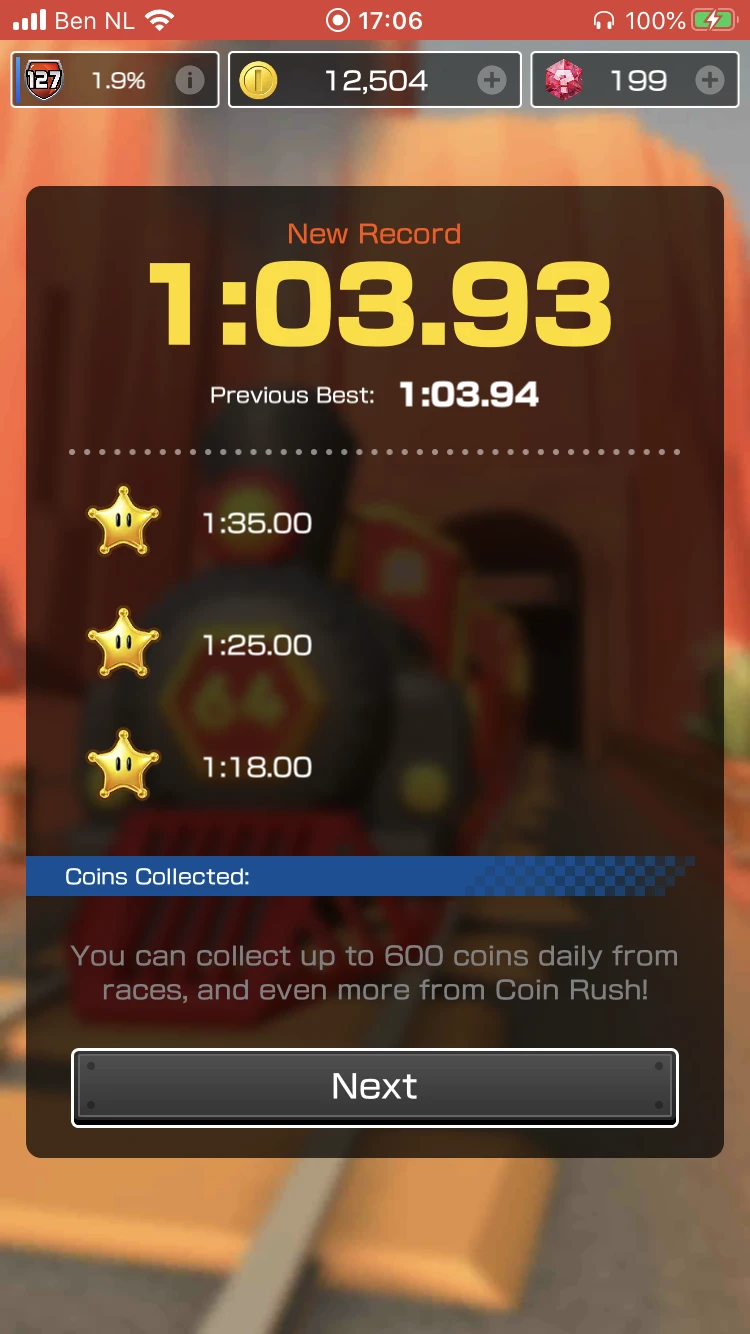 Ben NL 17:06 100%
127 1.9% i 12,504 + ? 199 +
New Record
1:03.93
Previous Best: 1:03.94
1:35.00
1:25.00
64
1:18.00
Coins Collected:
You can collect up to 600 coins daily from
races, and even more from Coin Rush!
Next